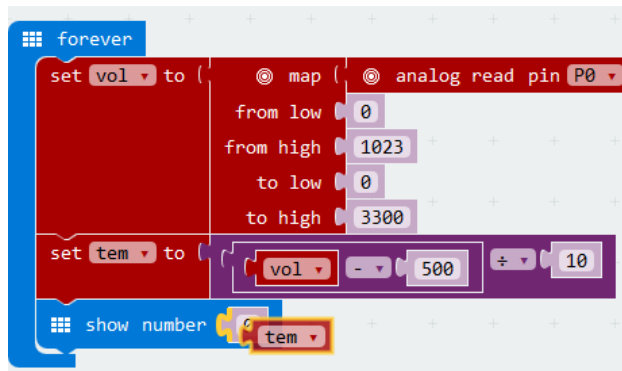 forever
set vol to map analog read pin P0
from low 0
from high 1023
to low 0
to high 3300
set tem to vol - 500 ÷ 10
show number tem